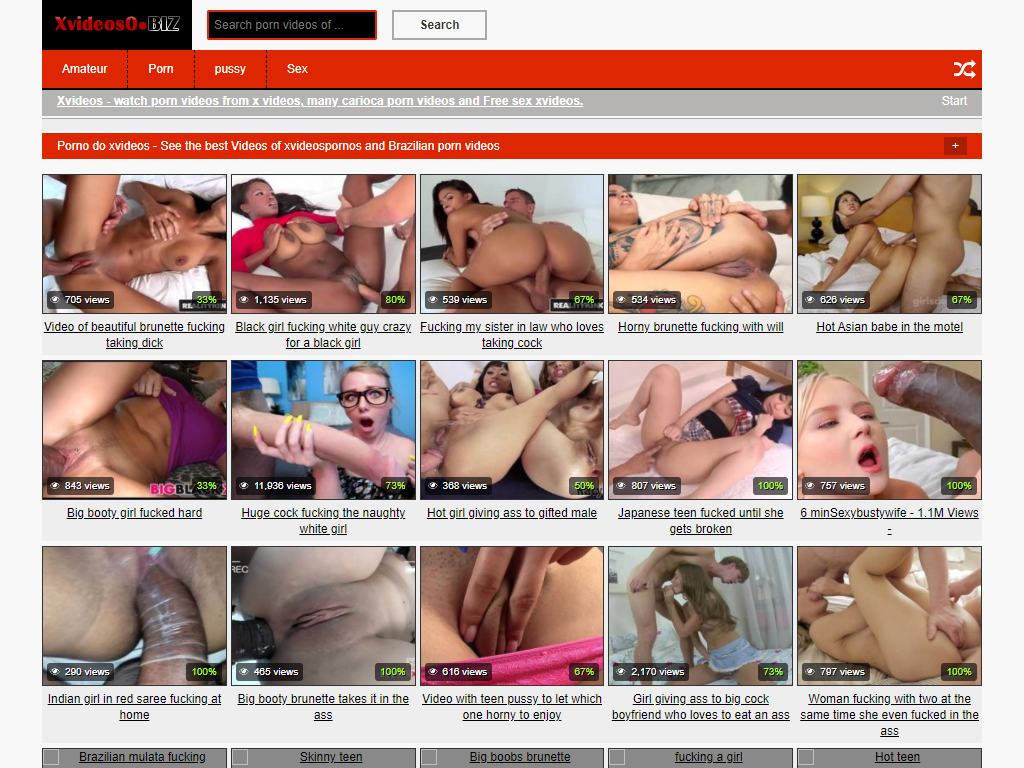 Xvideos0•BIZ
Search porn videos of ...
Search
Amateur
Porn
pussy
Sex
Xvideos - watch porn videos from x videos, many carioca porn videos and Free sex xvideos.
Start
Porno do xvideos - See the best Videos of xvideospornos and Brazilian porn videos
+
705 views
33%
1,135 views
80%
539 views
67%
534 views
626 views
67%
Video of beautiful brunette fucking
taking dick
Black girl fucking white guy crazy
for a black girl
Fucking my sister in law who loves
taking cock
Horny brunette fucking with will
Hot Asian babe in the motel
843 views
33%
11,936 views
73%
368 views
50%
807 views
100%
757 views
100%
Big booty girl fucked hard
Huge cock fucking the naughty
white girl
Hot girl giving ass to gifted male
Japanese teen fucked until she
gets broken
6 minSexybustywife - 1.1M Views
-
REC
290 views
100%
465 views
100%
616 views
67%
2,170 views
73%
797 views
100%
Indian girl in red saree fucking at
home
Big booty brunette takes it in the
ass
Video with teen pussy to let which
one horny to enjoy
Girl giving ass to big cock
boyfriend who loves to eat an ass
Woman fucking with two at the
same time she even fucked in the
ass
Brazilian mulata fucking
Skinny teen
Big boobs brunette
fucking a girl
Hot teen